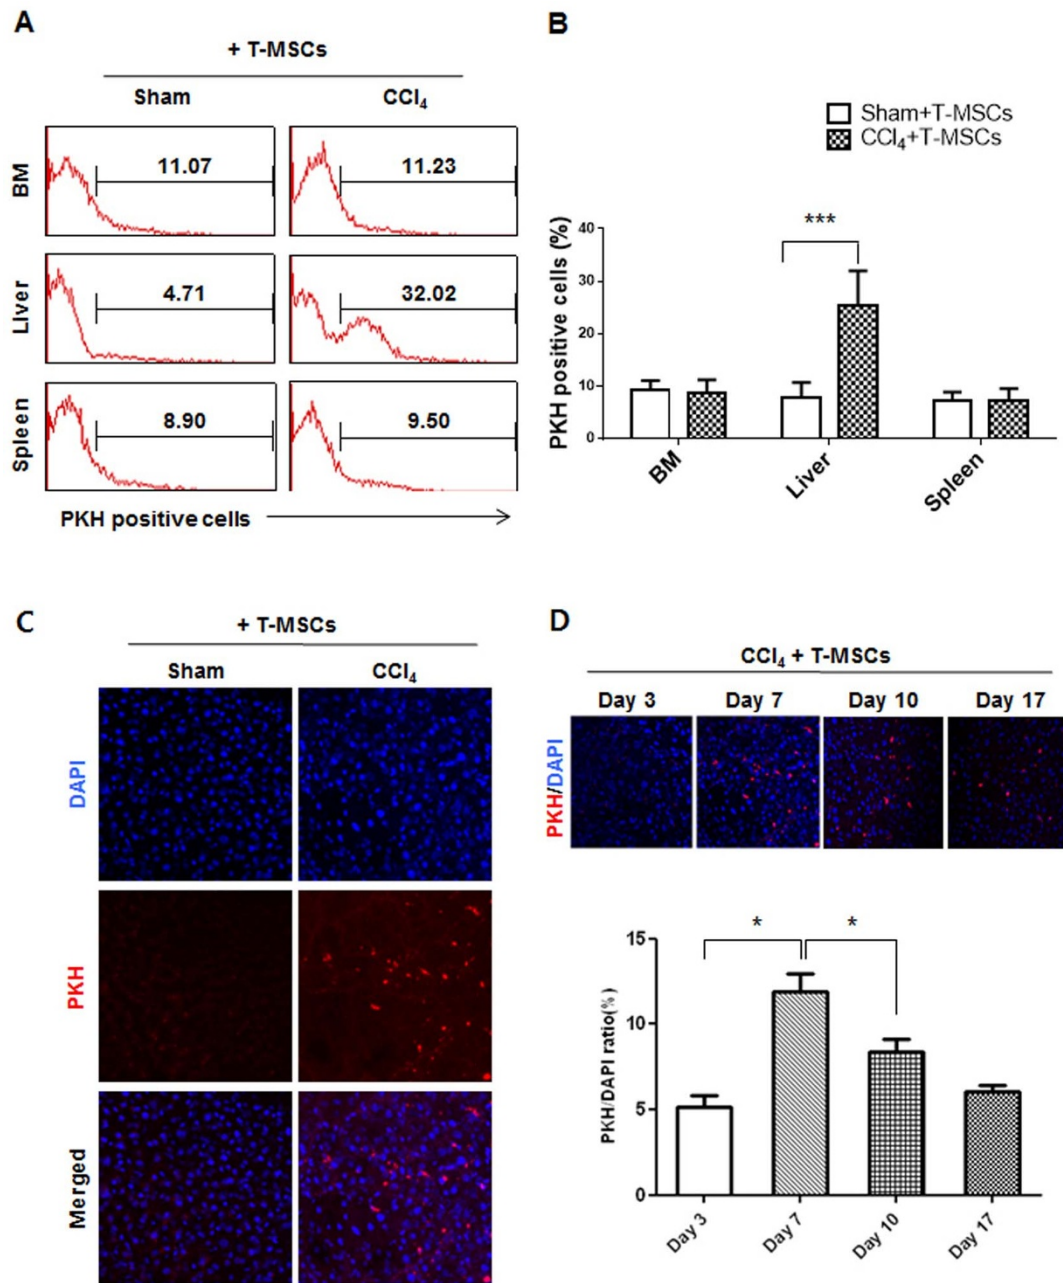 A
+ T-MSCs
Sham CCl₄
BM 11.07 11.23
Liver 4.71 32.02
Spleen 8.90 9.50
PKH positive cells
B
Sham+T-MSCs
CCl₄+T-MSCs
PKH positive cells (%)
40
30
20
10
0
***
BM Liver Spleen
C
+ T-MSCs
Sham CCl₄
DAPI
PKH
Merged
D
CCl₄ + T-MSCs
Day 3 Day 7 Day 10 Day 17
PKH/DAPI
PKH/DAPI ratio(%)
15
10
5
0
* *
Day 3 Day 7 Day 10 Day 17